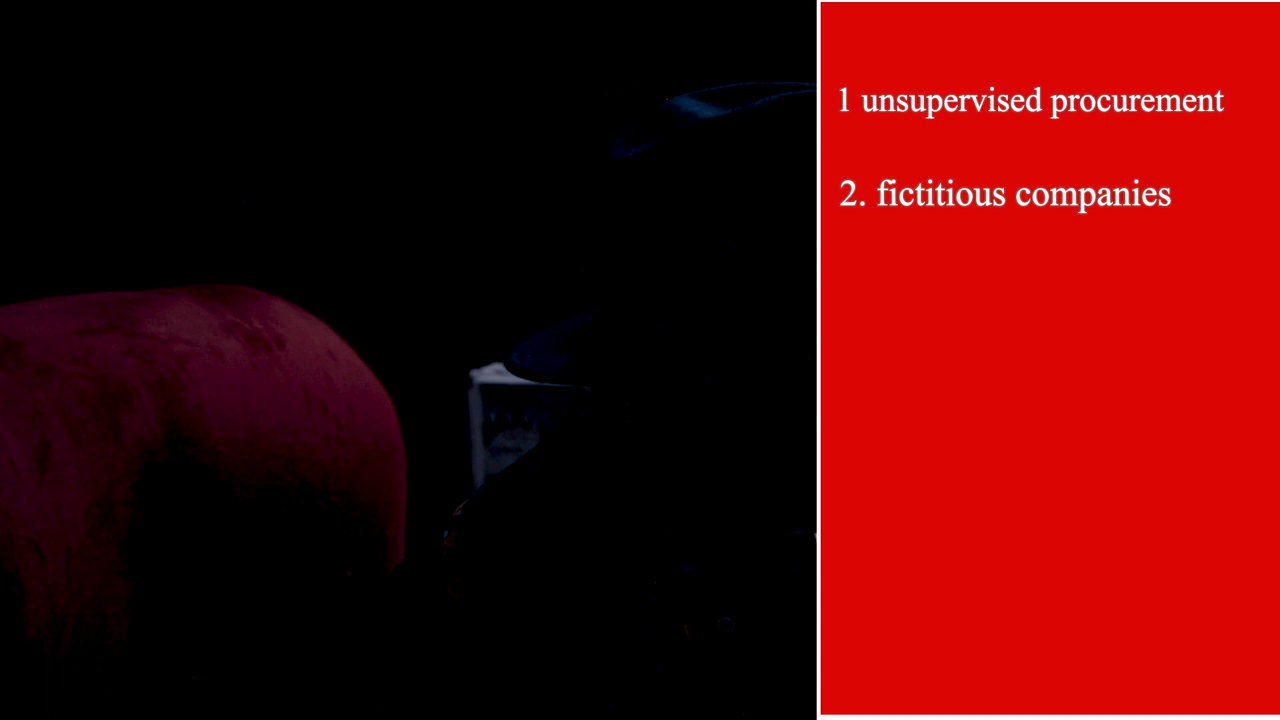 1 unsupervised procurement
2. fictitious companies